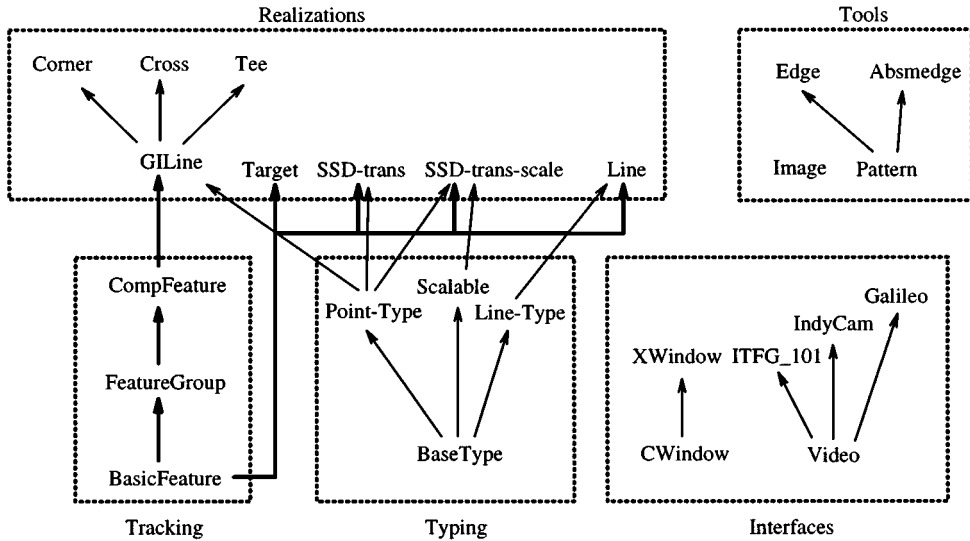 Realizations
Tools
Corner
Cross
Tee
GILine
Target
SSD-trans
SSD-trans-scale
Line
Edge
Absmedge
Image
Pattern
CompFeature
FeatureGroup
BasicFeature
Scalable
Point-Type
Line-Type
BaseType
Galileo
IndyCam
XWindow
ITFG_101
CWindow
Video
Tracking
Typing
Interfaces